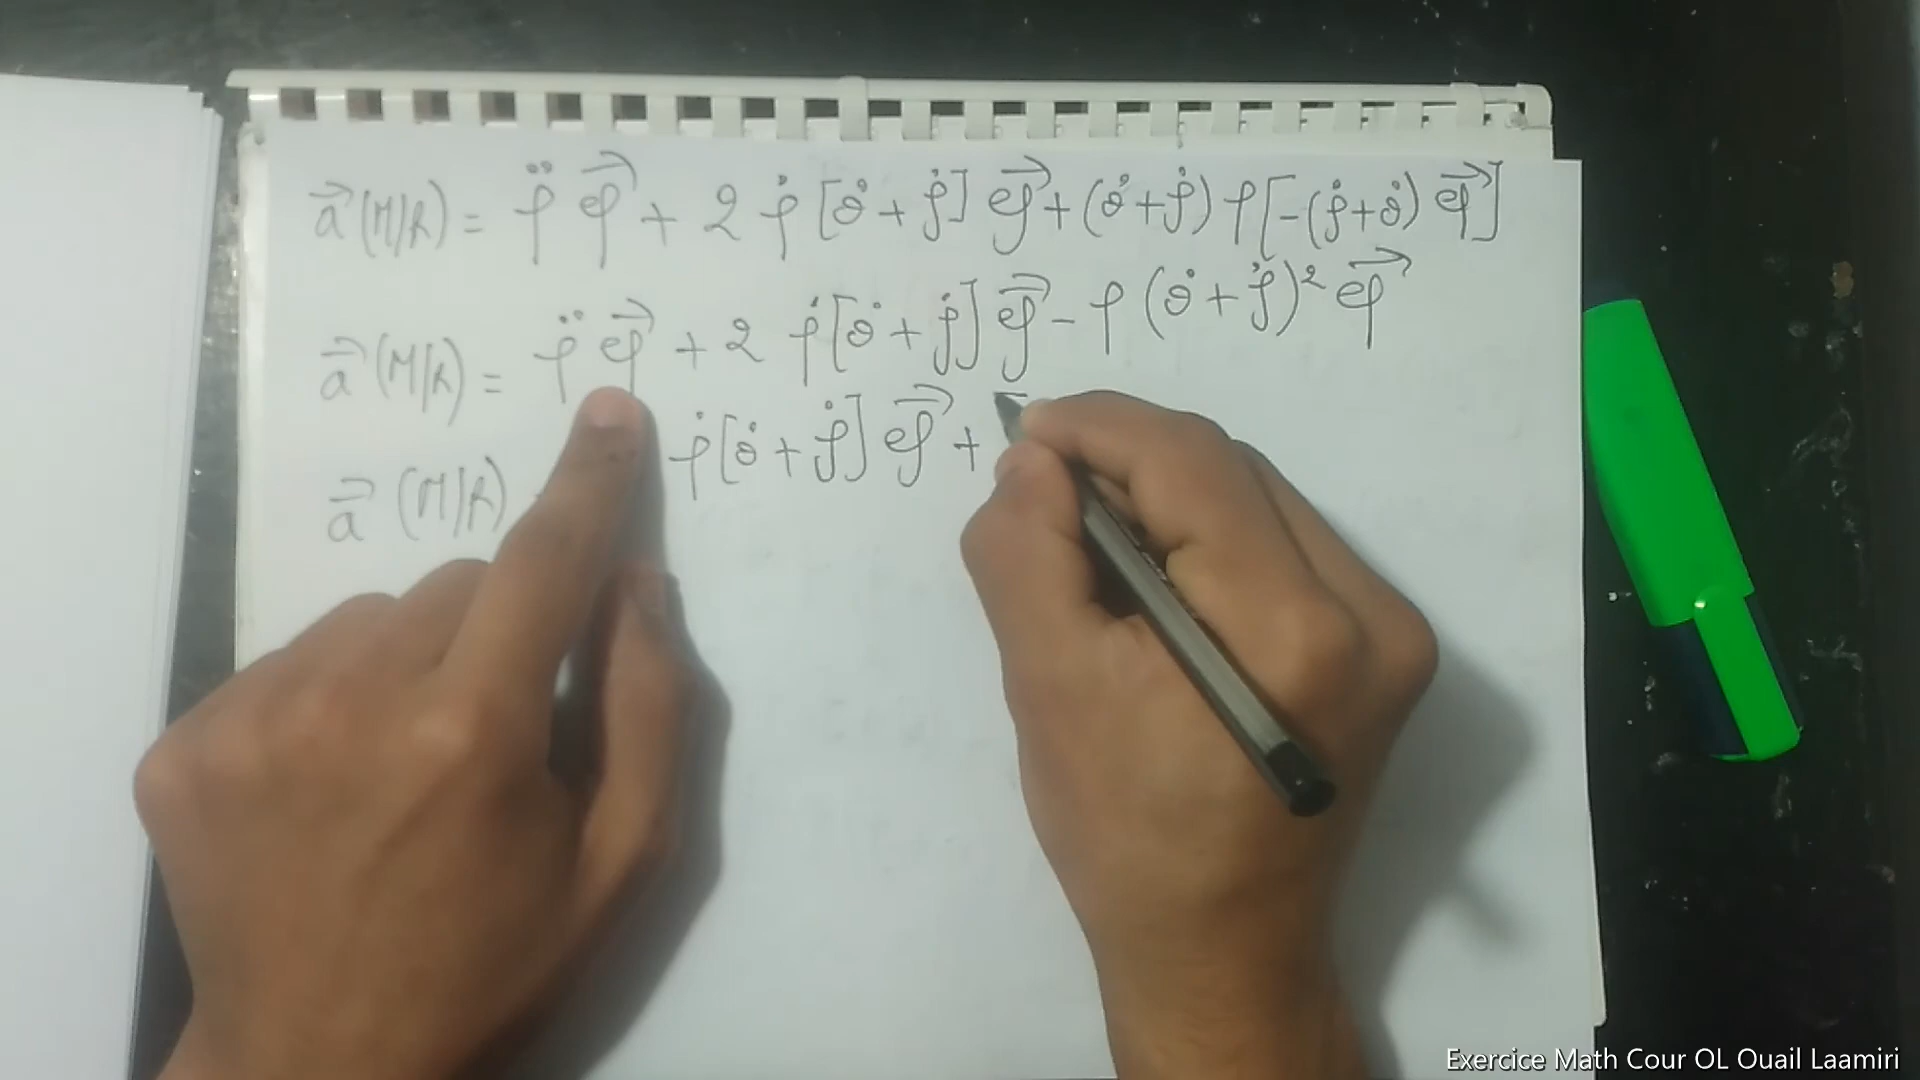 a⃗ (M/R) = ρ̈ e⃗ρ + 2 ρ̇ [θ̇ + φ̇] e⃗φ + (θ̇ + φ̇) ρ [-(φ̇ + θ̇) e⃗ρ]
a⃗ (M/R) = ρ̈ e⃗ρ + 2 ρ̇ [θ̇ + φ̇] e⃗φ - ρ (θ̇ + φ̇)² e⃗ρ
a⃗ (M/R) ρ̇ [θ̇ + φ̇] e⃗φ + [
Exercice Math Cour OL Ouail Laamiri